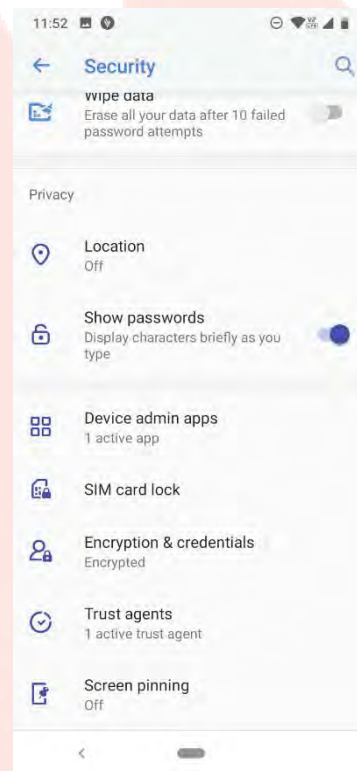 11:52
Security
Wipe data
Erase all your data after 10 failed
password attempts
Privacy
Location
Off
Show passwords
Display characters briefly as you
type
Device admin apps
1 active app
SIM card lock
Encryption & credentials
Encrypted
Trust agents
1 active trust agent
Screen pinning
Off